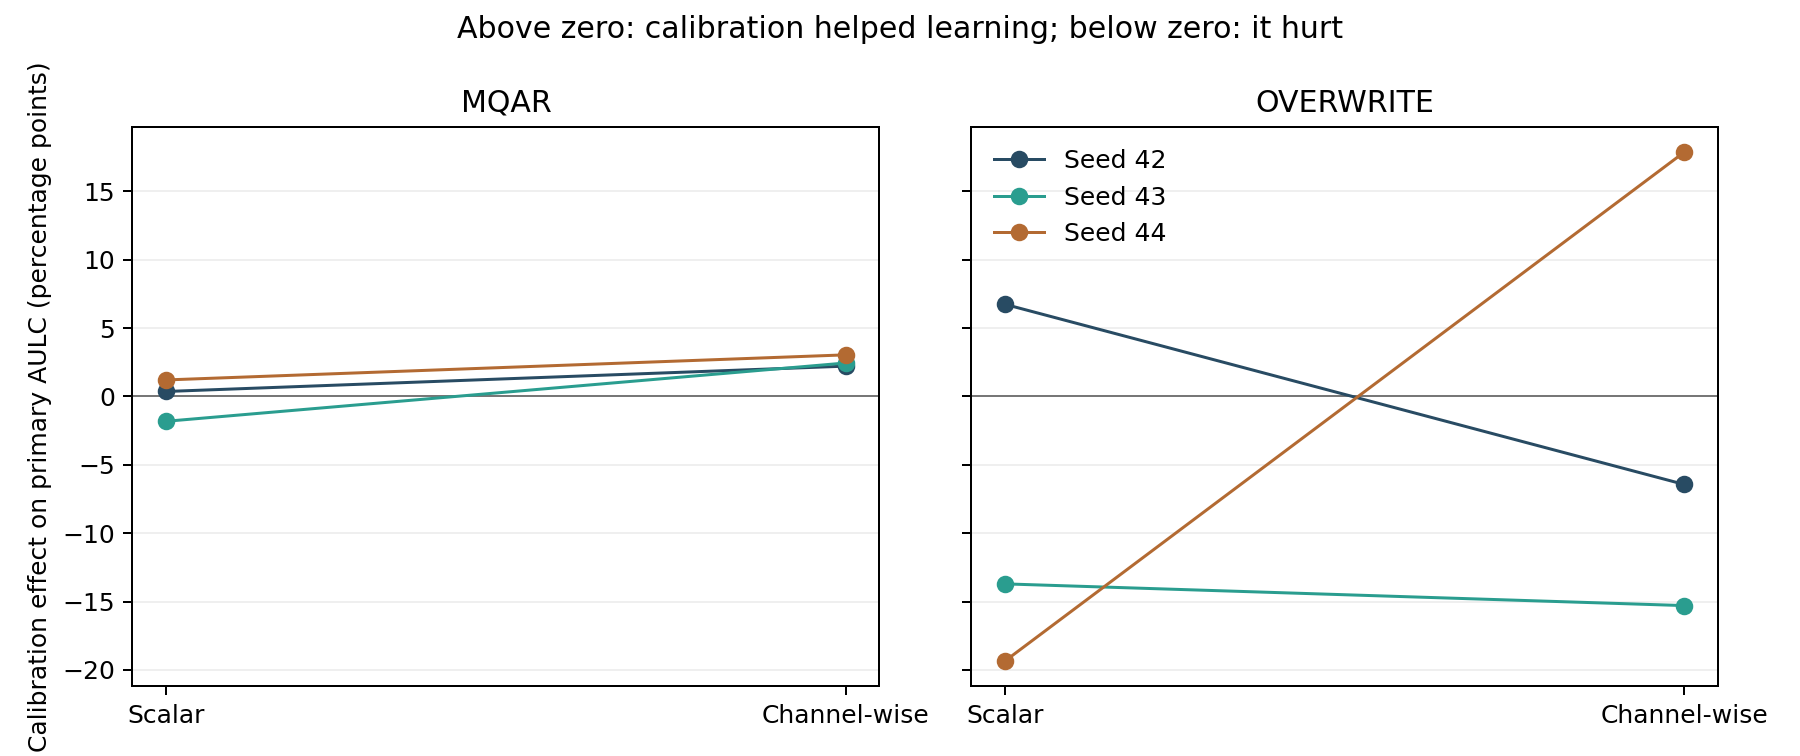 Above zero: calibration helped learning; below zero: it hurt
Calibration effect on primary AULC (percentage points)
MQAR
15
10
5
0
−5
−10
−15
−20
Scalar
Channel-wise
OVERWRITE
Seed 42
Seed 43
Seed 44
Scalar
Channel-wise